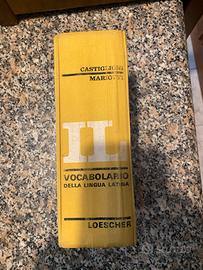 CASTIGLIONI
MARIOTTI
IL
VOCABOLARIO
DELLA LINGUA LATINA
LOESCHER